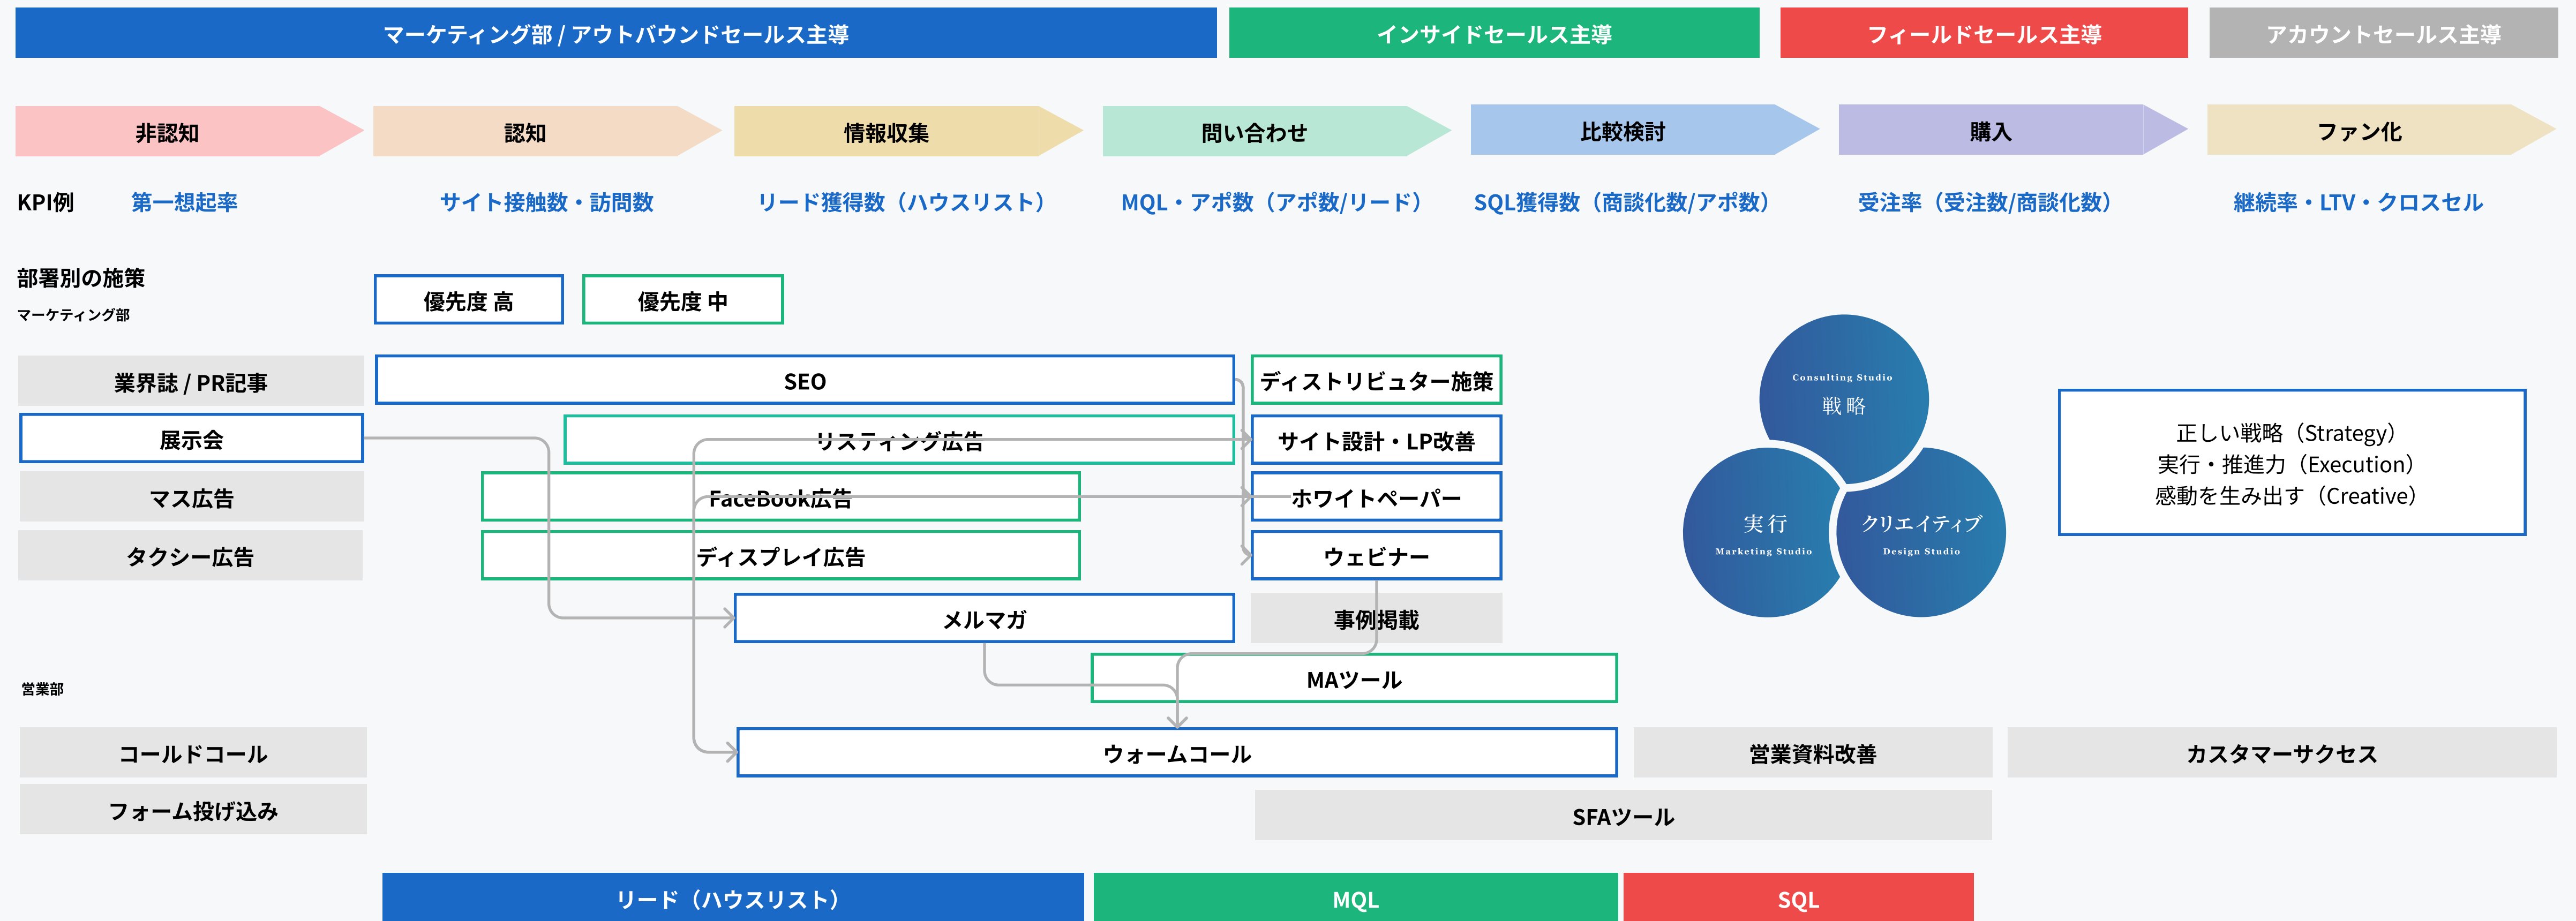 マーケティング部 / アウトバウンドセールス主導
インサイドセールス主導
フィールドセールス主導
アカウントセールス主導
非認知
認知
情報収集
問い合わせ
比較検討
購入
ファン化
KPI例
第一想起率
サイト接触数・訪問数
リード獲得数（ハウスリスト）
MQL・アポ数（アポ数/リード）
SQL獲得数（商談化数/アポ数）
受注率（受注数/商談化数）
継続率・LTV・クロスセル
部署別の施策
マーケティング部
優先度 高
優先度 中
業界誌 / PR記事
SEO
ディストリビュター施策
展示会
リスティング広告
サイト設計・LP改善
マス広告
FaceBook広告
ホワイトペーパー
タクシー広告
ディスプレイ広告
ウェビナー
メルマガ
事例掲載
MAツール
Consulting Studio
戦略
実行
Marketing Studio
クリエイティブ
Design Studio
正しい戦略（Strategy）
実行・推進力（Execution）
感動を生み出す（Creative）
営業部
コールドコール
ウォームコール
営業資料改善
カスタマーサクセス
フォーム投げ込み
SFAツール
リード（ハウスリスト）
MQL
SQL